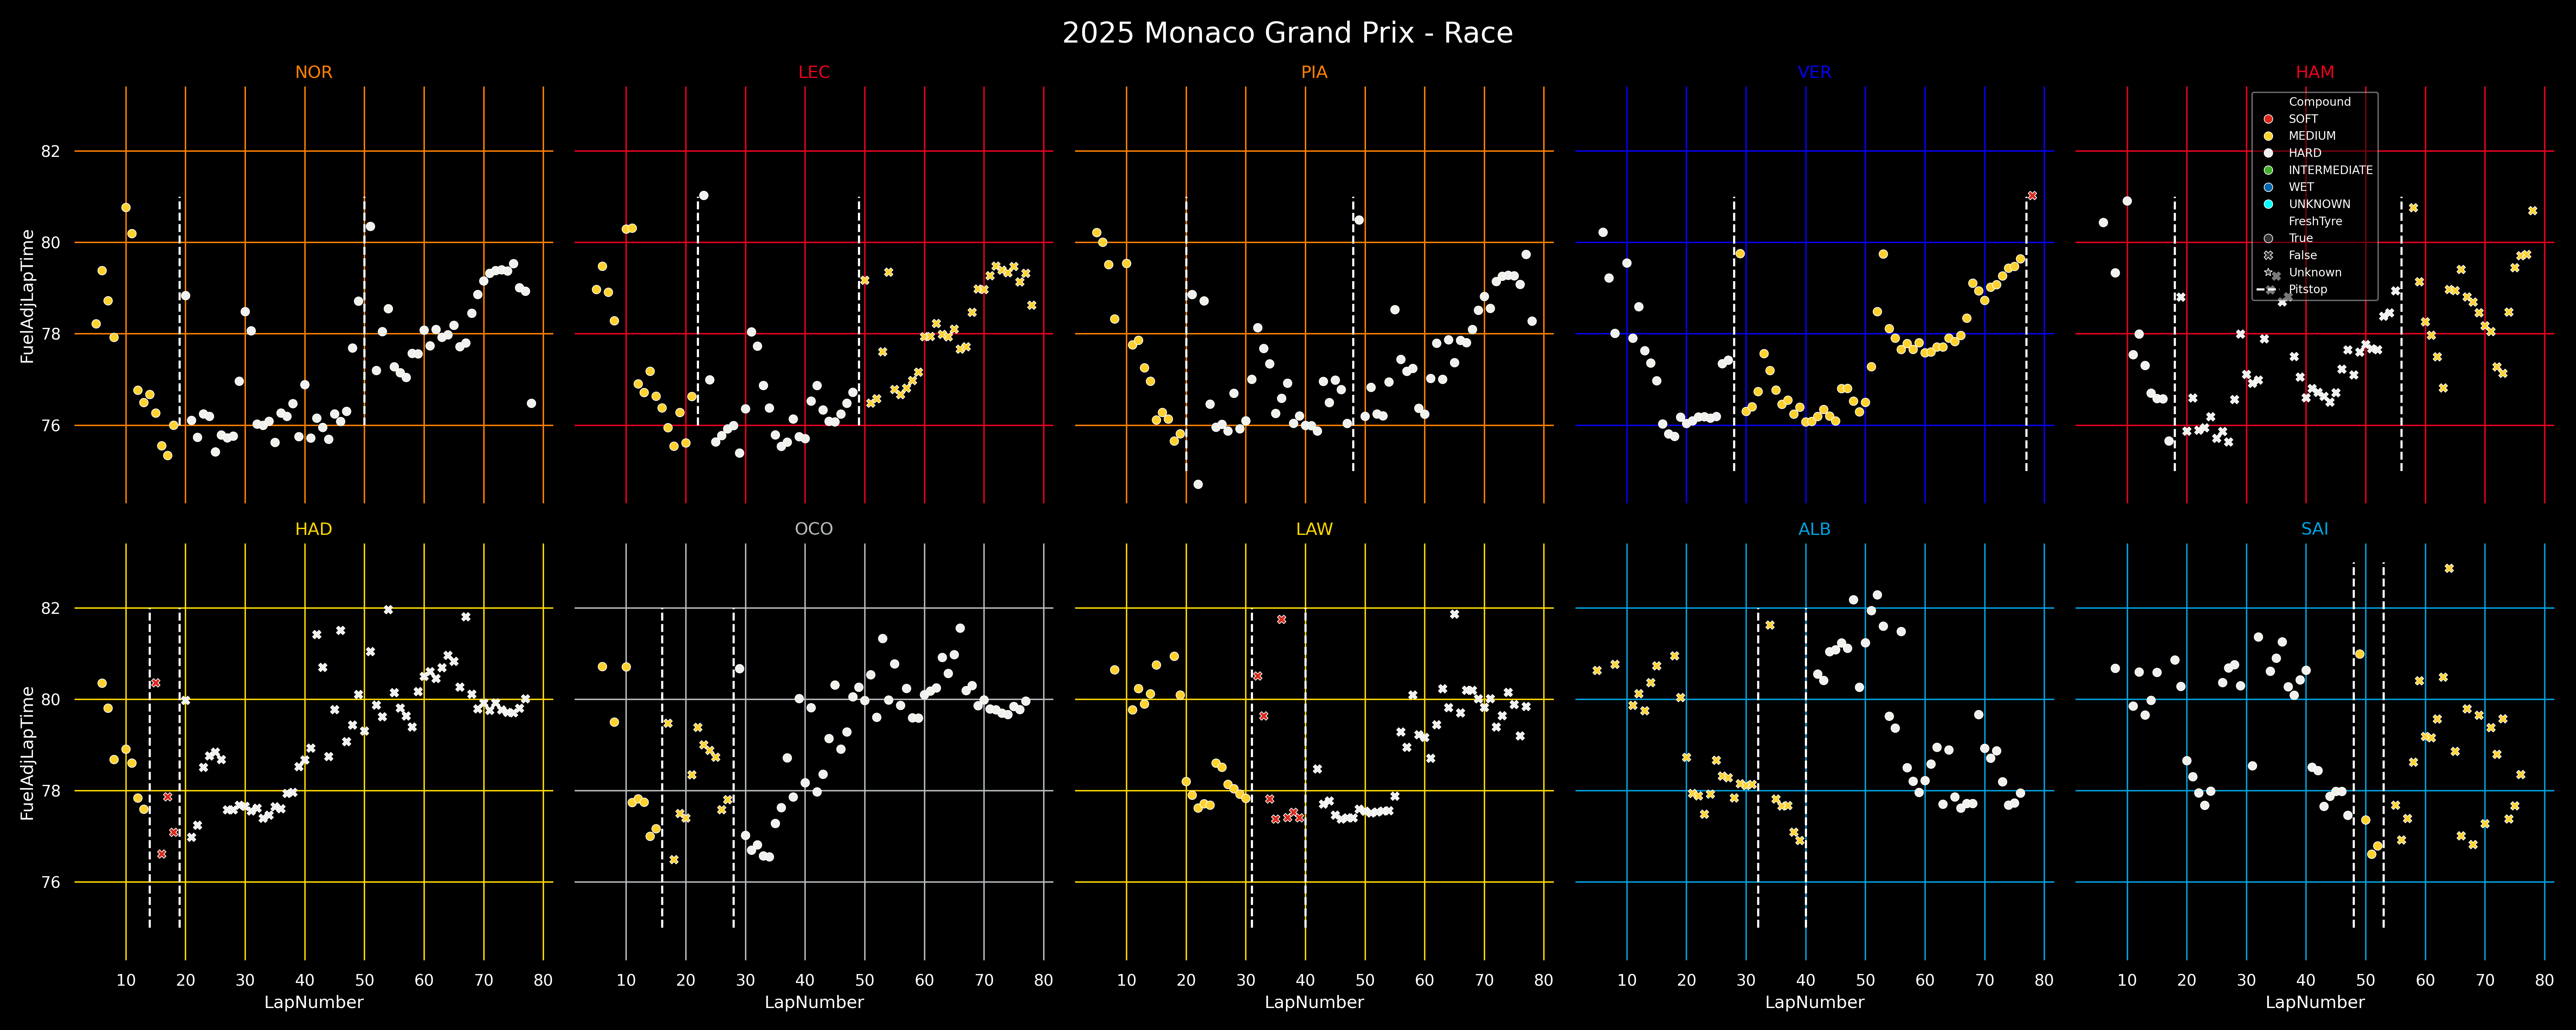 2025 Monaco Grand Prix - Race
NOR
LEC
PIA
VER
HAM
82
80
78
76
FuelAdjLapTime
10 20 30 40 50 60 70 80
10 20 30 40 50 60 70 80
10 20 30 40 50 60 70 80
10 20 30 40 50 60 70 80
10 20 30 40 50 60 70 80
Compound
SOFT
MEDIUM
HARD
INTERMEDIATE
WET
UNKNOWN
FreshTyre
True
False
Unknown
Pitstop
HAD
OCO
LAW
ALB
SAI
82
80
78
76
FuelAdjLapTime
LapNumber
LapNumber
LapNumber
LapNumber
LapNumber